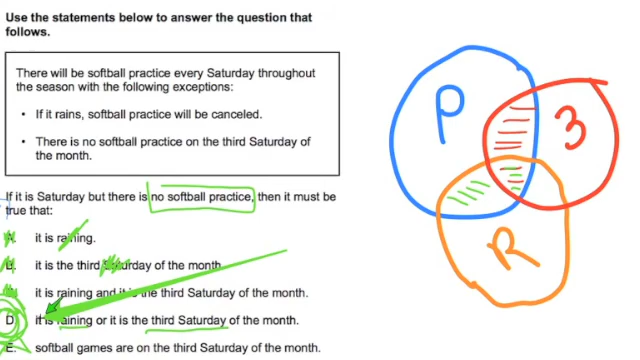 Use the statements below to answer the question that
follows.
There will be softball practice every Saturday throughout
the season with the following exceptions:
• If it rains, softball practice will be canceled.
• There is no softball practice on the third Saturday of
the month.
If it is Saturday but there is no softball practice, then it must be
true that:
A. it is raining.
B. it is the third Saturday of the month.
C. it is raining and it is the third Saturday of the month.
D. it is raining or it is the third Saturday of the month.
E. softball games are on the third Saturday of the month.
P
3
R